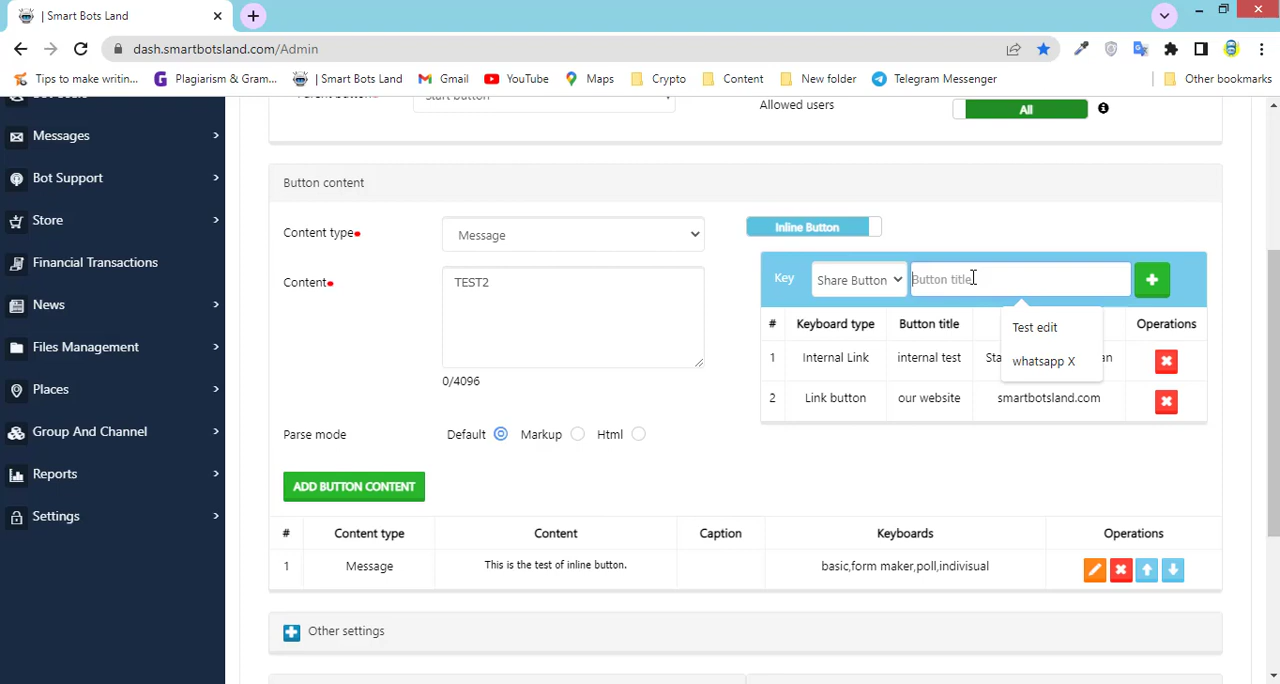 | Smart Bots Land
dash.smartbotsland.com/Admin
Tips to make writin...
Plagiarism & Gram...
| Smart Bots Land
Gmail
YouTube
Maps
Crypto
Content
New folder
Telegram Messenger
Other bookmarks
Messages
Bot Support
Store
Financial Transactions
News
Files Management
Places
Group And Channel
Reports
Settings
Start button
Allowed users
All
Button content
Content type
Message
Inline Button
Content
TEST2
Key
Share Button
Button title
Test edit
whatsapp X
# Keyboard type Button title Operations
1 Internal Link internal test
2 Link button our website smartbotsland.com
0/4096
Parse mode
Default
Markup
Html
ADD BUTTON CONTENT
# Content type Content Caption Keyboards Operations
1 Message This is the test of inline button. basic,form maker,poll,indivisual
Other settings